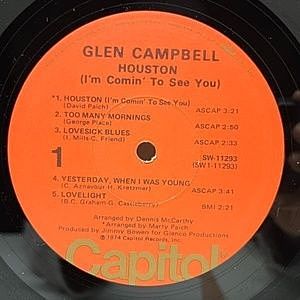 GLEN CAMPBELL
HOUSTON
(I'm Comin' To See You)
*1. HOUSTON (I'm Comin' To See You)
(David Paich) ASCAP 3:21
2. TOO MANY MORNINGS
(George Place) ASCAP 2:50
3. LOVESICK BLUES
(I. Mills-C. Friend) ASCAP 2:33
1
SW-11293
(SW1-11293)
YESTERDAY, WHEN I WAS YOUNG
(C. Aznavour H. Kretzmer) ASCAP 3:41
5. LOVELIGHT
(B.C. Graham G. Castleberry) BMI 2:21
Arranged by Dennis McCarthy
*Arranged by Marty Paich
Produced by Jimmy Bowen for Glenco Productions
℗ 1974 Capitol Records, Inc.
Capitol